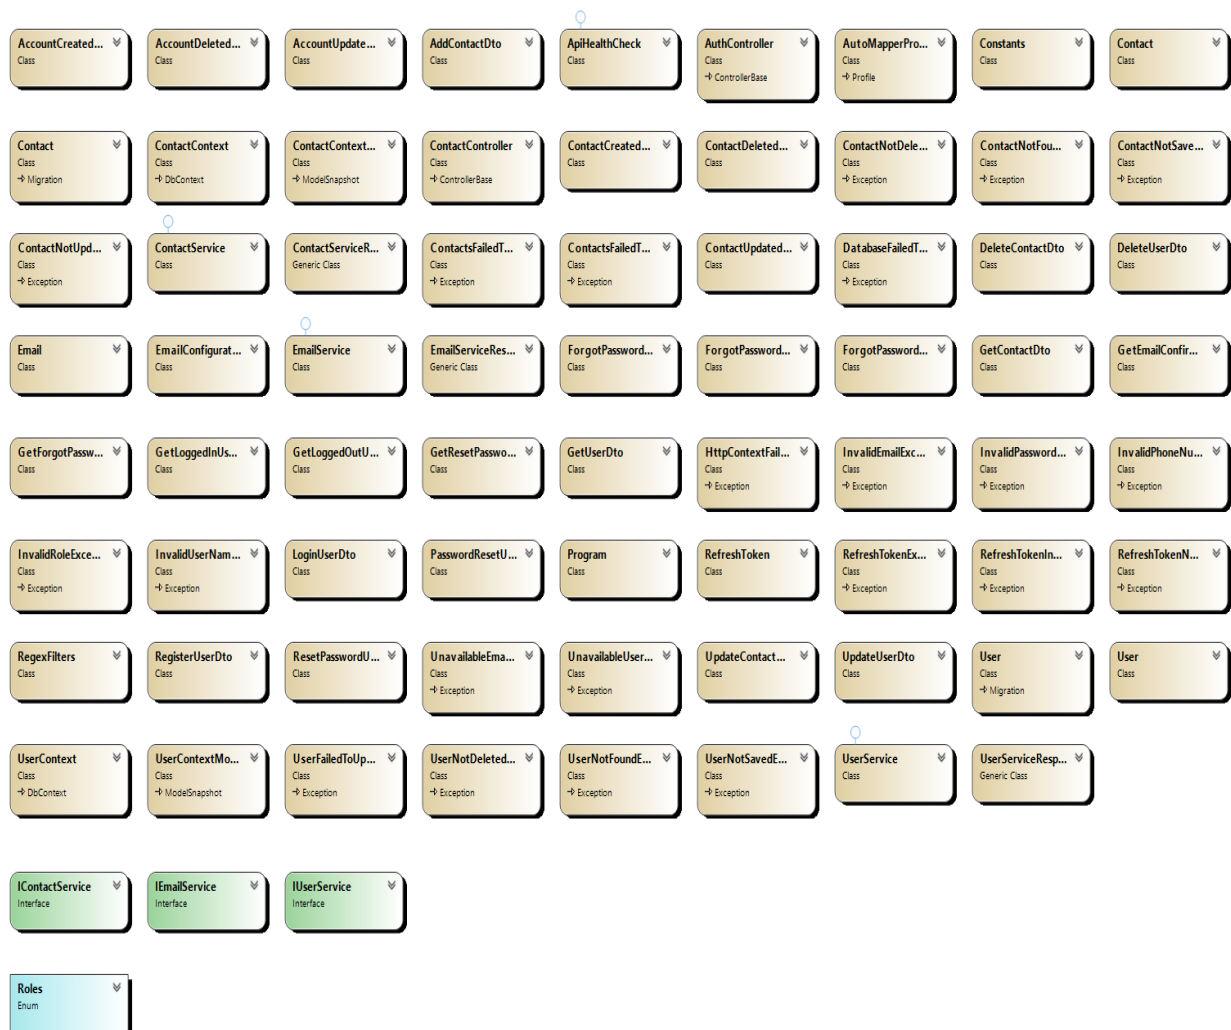 AccountCreated...
Class
AccountDeleted...
Class
AccountUpdate...
Class
AddContactDto
Class
ApiHealthCheck
Class
AuthController
Class
ControllerBase
AutoMapperPro...
Class
Profile
Constants
Class
Contact
Class
Contact
Class
Migration
ContactContext
Class
DbContext
ContactContext...
Class
ModelSnapshot
ContactController
Class
ControllerBase
ContactCreated...
Class
ContactDeleted...
Class
ContactNotDele...
Class
Exception
ContactNotFou...
Class
Exception
ContactNotSave...
Class
Exception
ContactNotUpd...
Class
Exception
ContactService
Class
ContactServiceR...
Generic Class
ContactsFailedT...
Class
Exception
ContactsFailedT...
Class
Exception
ContactUpdated...
Class
DatabaseFailedT...
Class
Exception
DeleteContactDto
Class
DeleteUserDto
Class
Email
Class
EmailConfigurat...
Class
EmailService
Class
EmailServiceRes...
Generic Class
ForgotPassword...
Class
ForgotPassword...
Class
ForgotPassword...
Class
GetContactDto
Class
GetEmailConfir...
Class
GetForgotPassw...
Class
GetLoggedInUs...
Class
GetLoggedOutU...
Class
GetResetPasswo...
Class
GetUserDto
Class
HttpContextFail...
Class
Exception
InvalidEmailExc...
Class
Exception
InvalidPassword...
Class
Exception
InvalidPhoneNu...
Class
Exception
InvalidRoleExce...
Class
Exception
InvalidUserNam...
Class
Exception
LoginUserDto
Class
PasswordResetU...
Class
Program
Class
RefreshToken
Class
RefreshTokenEx...
Class
Exception
RefreshTokenIn...
Class
Exception
RefreshTokenN...
Class
Exception
RegexFilters
Class
RegisterUserDto
Class
ResetPasswordU...
Class
UnavailableEma...
Class
Exception
UnavailableUser...
Class
Exception
UpdateContact...
Class
UpdateUserDto
Class
User
Class
Migration
User
Class
UserContext
Class
DbContext
UserContextMo...
Class
ModelSnapshot
UserFailedToUp...
Class
Exception
UserNotDeleted...
Class
Exception
UserNotFoundE...
Class
Exception
UserNotSavedE...
Class
Exception
UserService
Class
UserServiceResp...
Generic Class
IContactService
Interface
IEmailService
Interface
IUserService
Interface
Roles
Enum